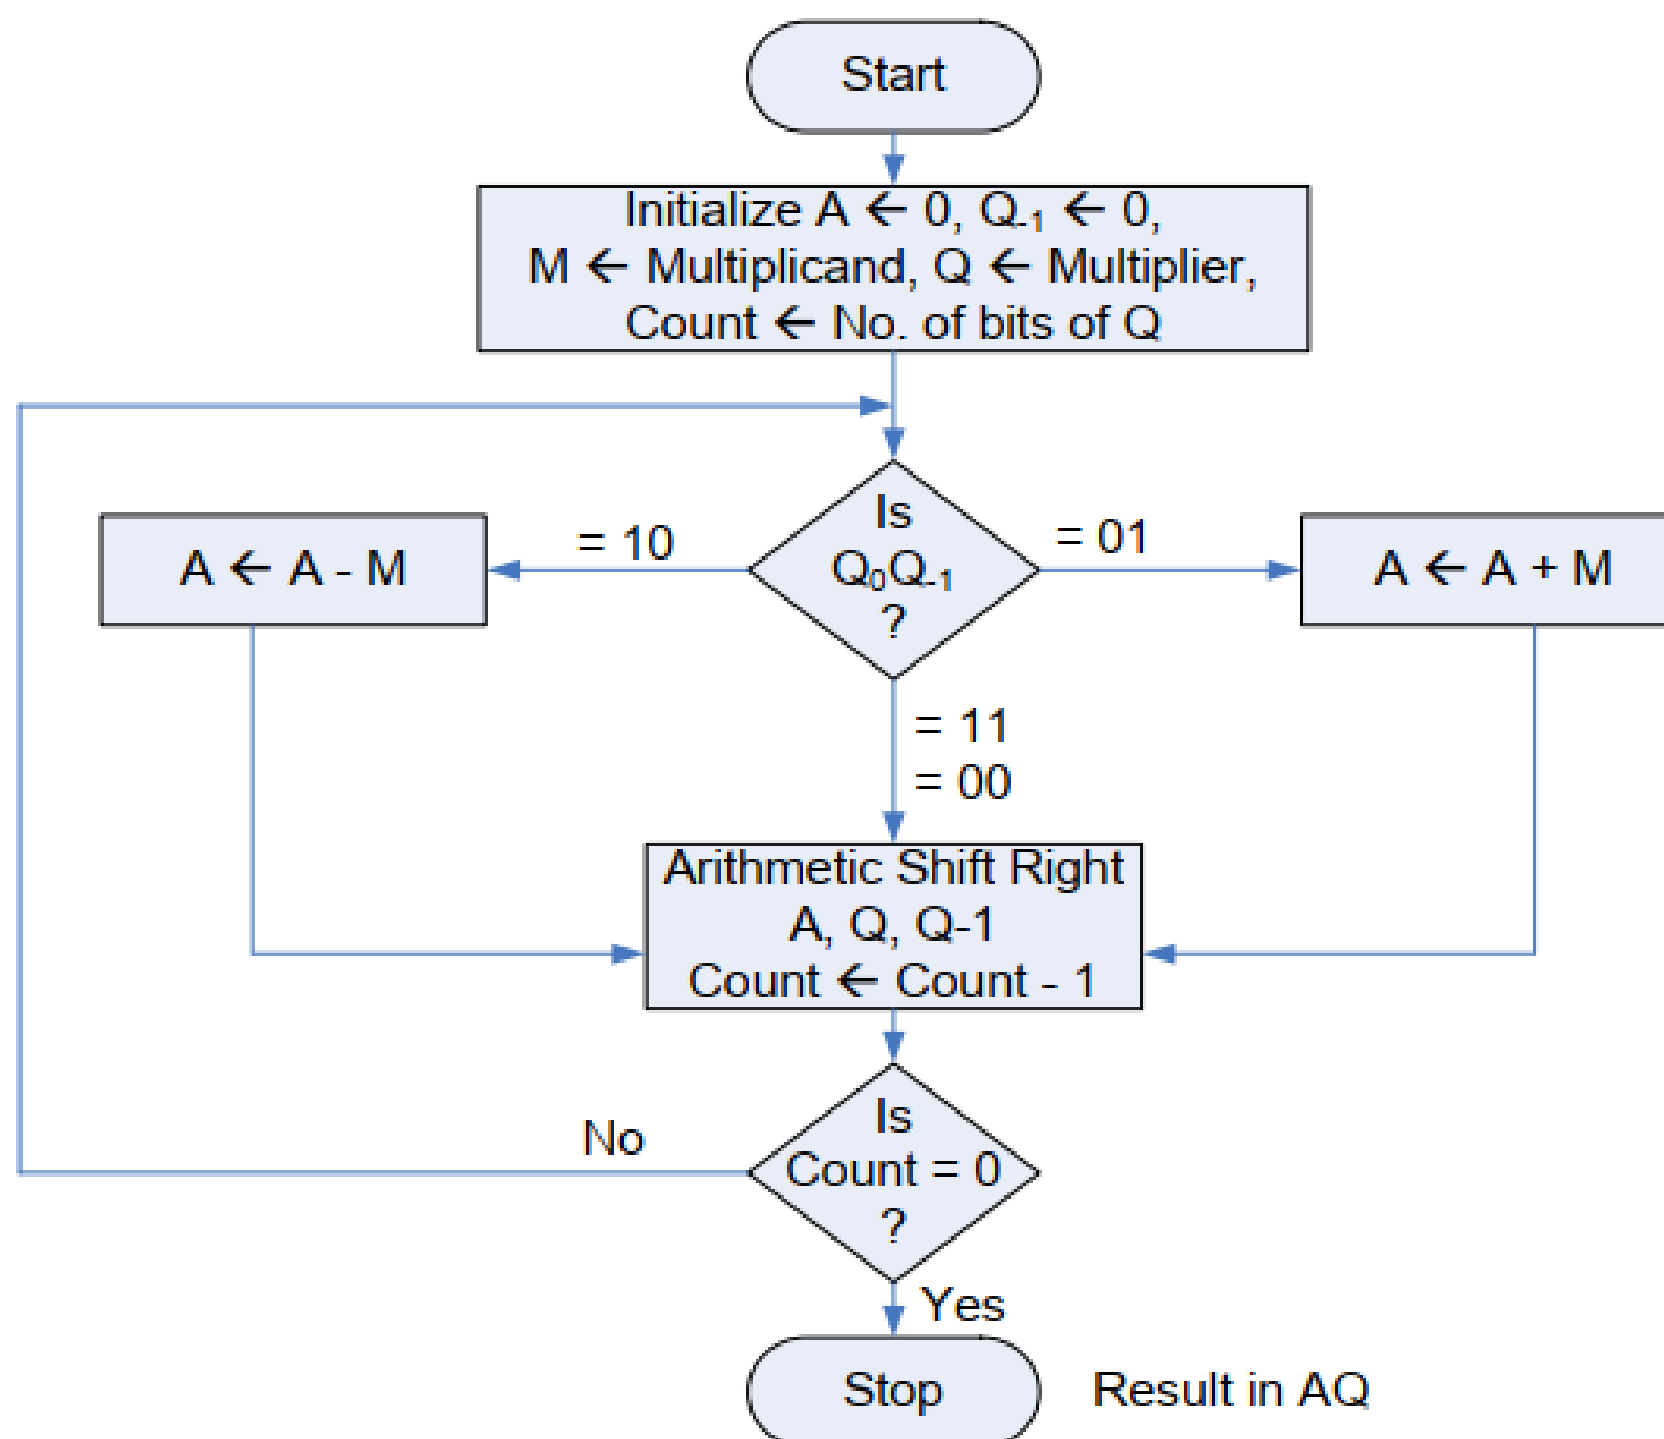 Start
Initialize A ← 0, Q₋₁ ← 0,
M ← Multiplicand, Q ← Multiplier,
Count ← No. of bits of Q
Is
Q₀Q₋₁
?
= 10
= 01
A ← A - M
A ← A + M
= 11
= 00
Arithmetic Shift Right
A, Q, Q-1
Count ← Count - 1
Is
Count = 0
?
No
Yes
Stop
Result in AQ